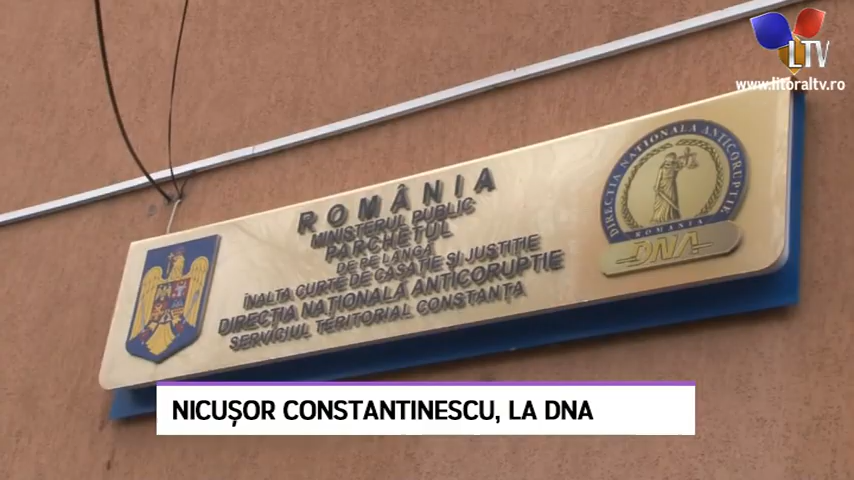 LTV
www.litoraltv.ro
ROMÂNIA
MINISTERUL PUBLIC
PARCHETUL
DE PE LÂNGĂ
ÎNALTA CURTE DE CASAȚIE ȘI JUSTIȚIE
DIRECȚIA NAȚIONALĂ ANTICORUPȚIE
SERVICIUL TERITORIAL CONSTANȚA
DIRECȚIA NAȚIONALĂ ANTICORUPȚIE
ROMANIA
DNA
NICUȘOR CONSTANTINESCU, LA DNA